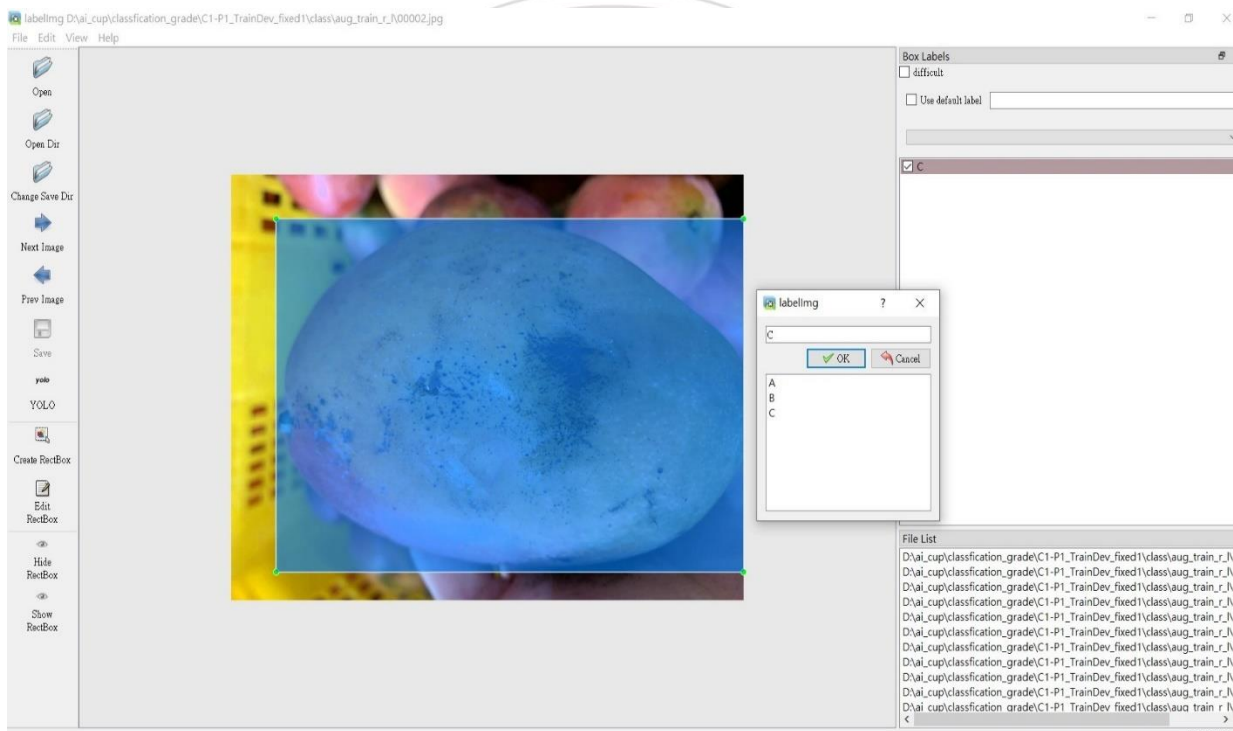 labelImg D:\ai_cup\classfication_grade\C1-P1_TrainDev_fixed1\class\aug_train_r_l\00002.jpg
File Edit View Help
Open
Open Dir
Change Save Dir
Next Image
Prev Image
Save
yolo
YOLO
Create RectBox
Edit
RectBox
Hide
RectBox
Show
RectBox
Box Labels
difficult
Use default label
C
labelImg ?
C
OK Cancel
A
B
C
File List
D:\ai_cup\classfication_grade\C1-P1_TrainDev_fixed1\class\aug_train_r_l\
D:\ai_cup\classfication_grade\C1-P1_TrainDev_fixed1\class\aug_train_r_l\
D:\ai_cup\classfication_grade\C1-P1_TrainDev_fixed1\class\aug_train_r_l\
D:\ai_cup\classfication_grade\C1-P1_TrainDev_fixed1\class\aug_train_r_l\
D:\ai_cup\classfication_grade\C1-P1_TrainDev_fixed1\class\aug_train_r_l\
D:\ai_cup\classfication_grade\C1-P1_TrainDev_fixed1\class\aug_train_r_l\
D:\ai_cup\classfication_grade\C1-P1_TrainDev_fixed1\class\aug_train_r_l\
D:\ai_cup\classfication_grade\C1-P1_TrainDev_fixed1\class\aug_train_r_l\
D:\ai_cup\classfication_grade\C1-P1_TrainDev_fixed1\class\aug_train_r_l\
D:\ai_cup\classfication_grade\C1-P1_TrainDev_fixed1\class\aug_train_r_l\
D:\ai_cup\classfication_grade\C1-P1_TrainDev_fixed1\class\aug_train_r_l\